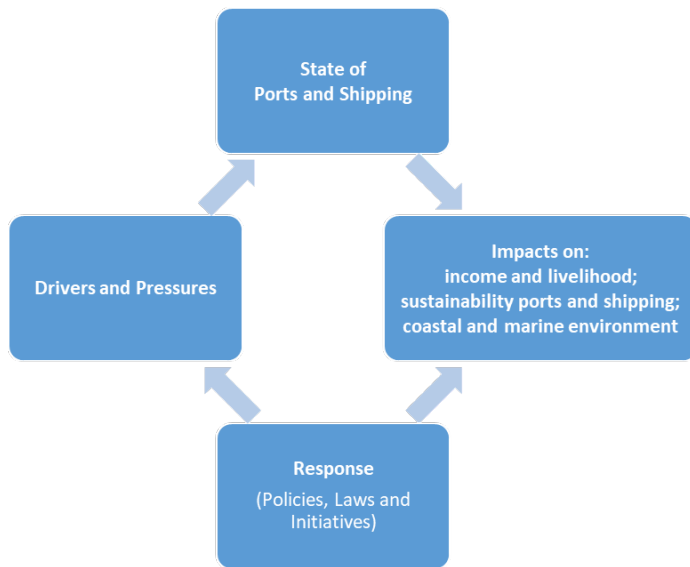 State of
Ports and Shipping
Drivers and Pressures
Impacts on:
income and livelihood;
sustainability ports and shipping;
coastal and marine environment
Response
(Policies, Laws and
Initiatives)